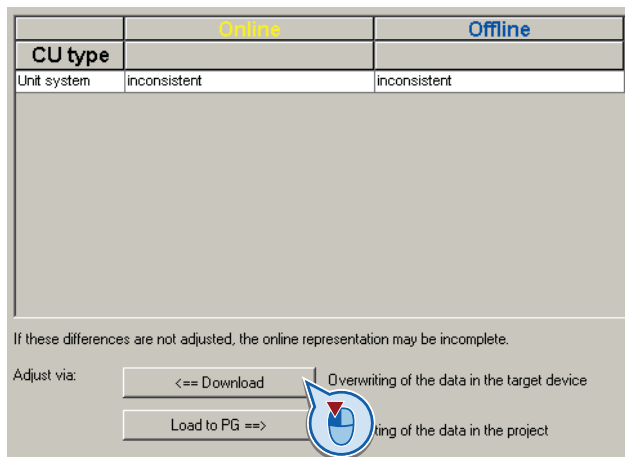 Online Offline
CU type
Unit system inconsistent inconsistent
If these differences are not adjusted, the online representation may be incomplete.
Adjust via: <== Download Overwriting of the data in the target device
Load to PG ==> ting of the data in the project